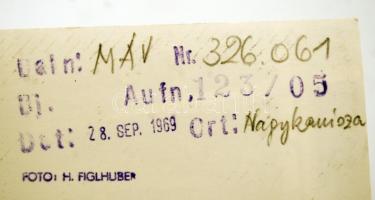 Bahn: MÁV Nr. 326.061
Bj. Aufn. 123/05
Dat: 28. SEP. 1969 Ort: Nagykanizsa
FOTO: H. FIGLHUBER